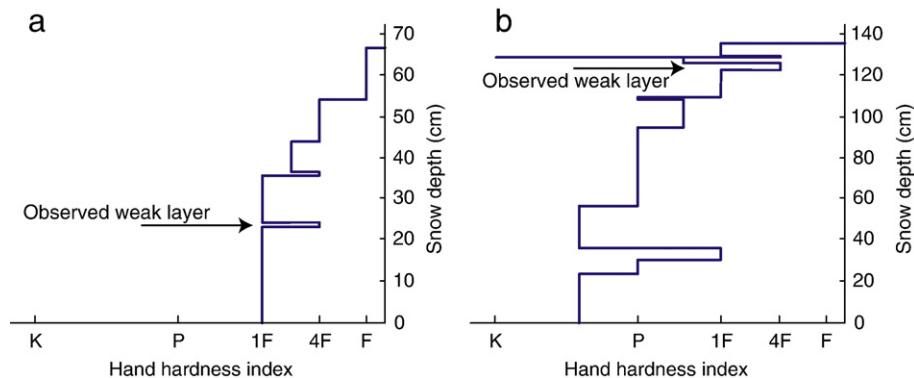 a
70
60
50
40
30
20
10
0
Snow depth (cm)
Observed weak layer
K P 1F 4F F
Hand hardness index
b
140
120
100
80
60
40
20
0
Snow depth (cm)
Observed weak layer
K P 1F 4F F
Hand hardness index